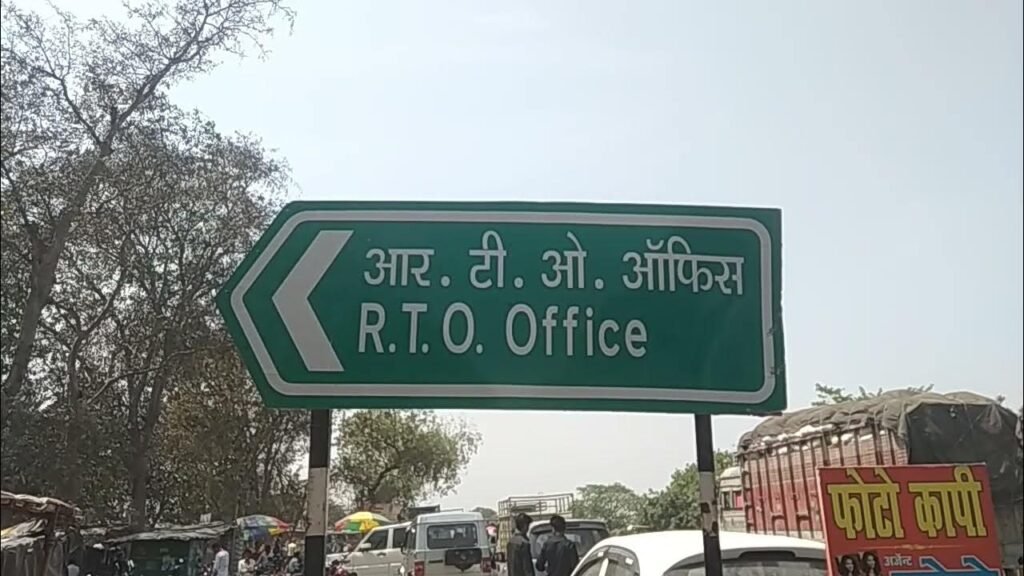 आर. टी. ओ. ऑफिस
R.T.O. Office
फोटो कापी
अर्जेन्ट